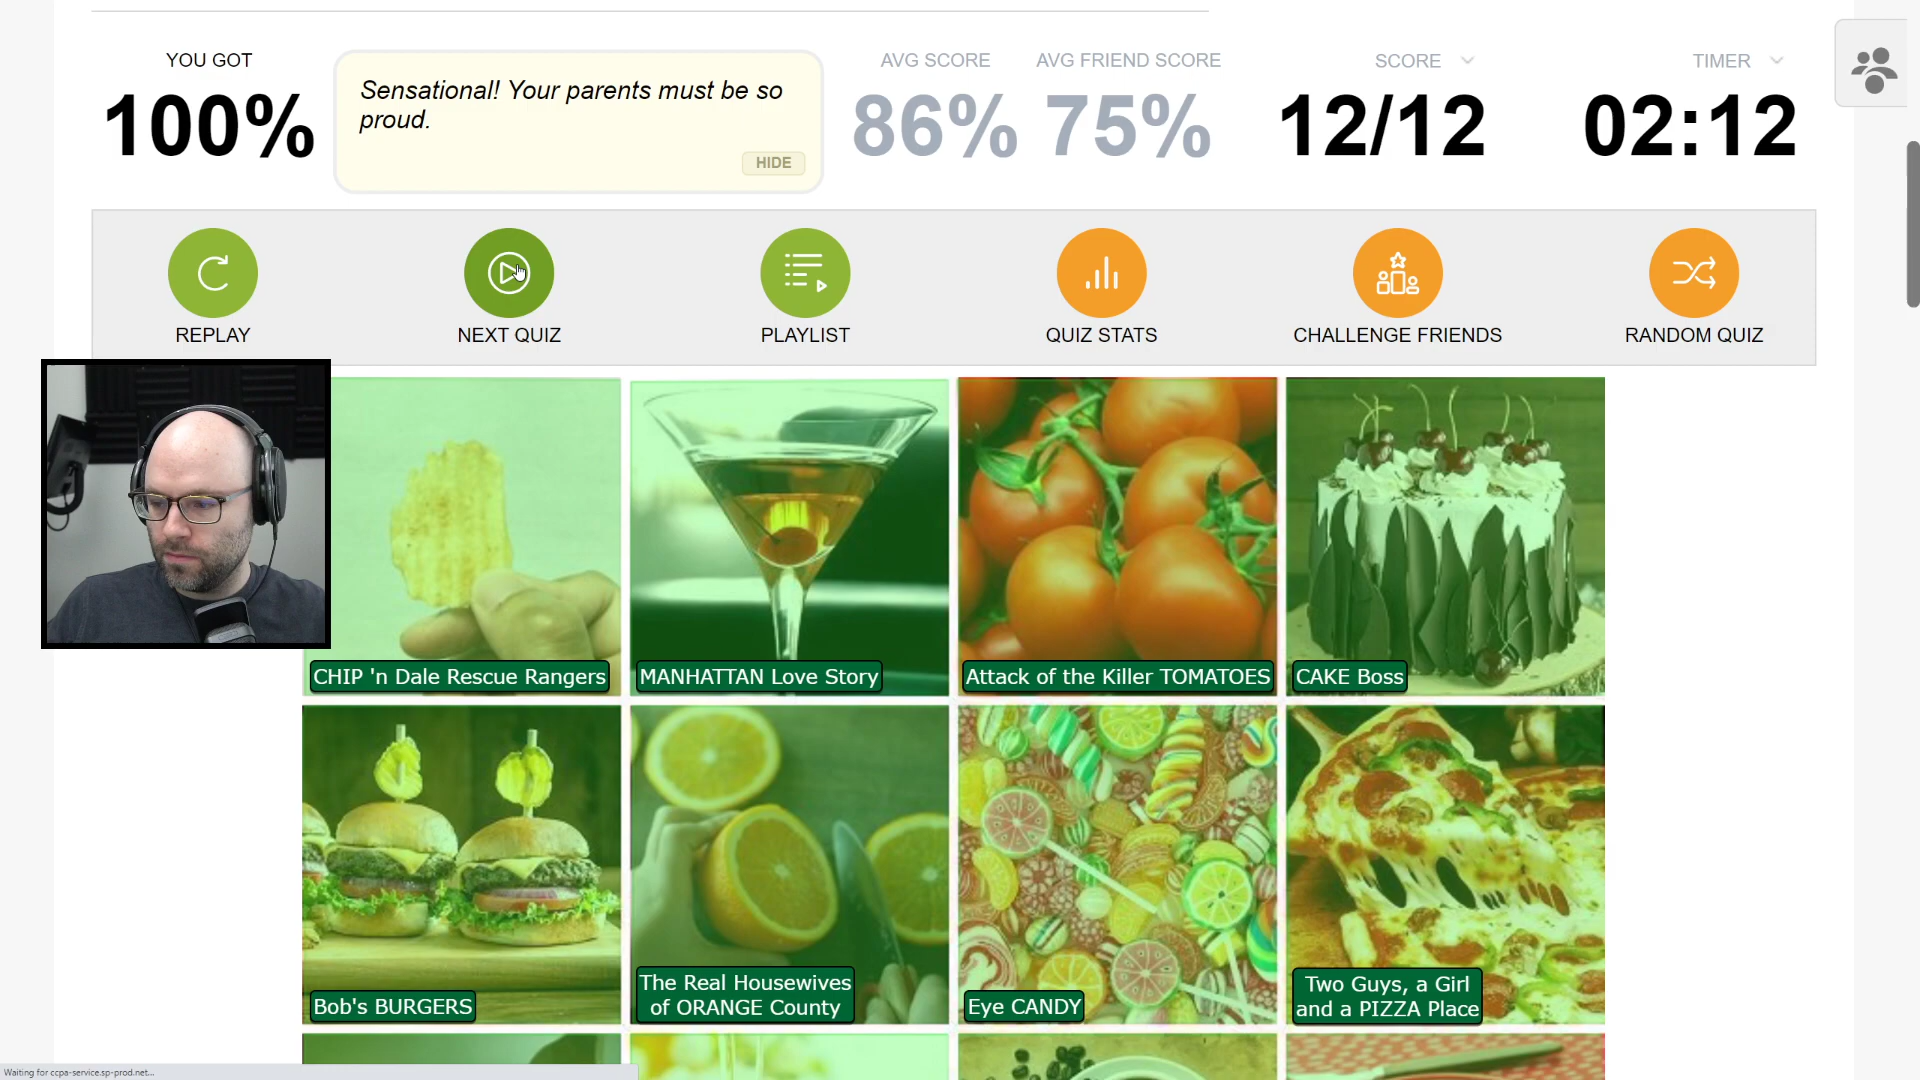 YOU GOT
100%
Sensational! Your parents must be so
proud.
HIDE
AVG SCORE
86%
AVG FRIEND SCORE
75%
SCORE
12/12
TIMER
02:12
REPLAY
NEXT QUIZ
PLAYLIST
QUIZ STATS
CHALLENGE FRIENDS
RANDOM QUIZ
CHIP 'n Dale Rescue Rangers
MANHATTAN Love Story
Attack of the Killer TOMATOES
CAKE Boss
Bob's BURGERS
The Real Housewives
of ORANGE County
Eye CANDY
Two Guys, a Girl
and a PIZZA Place
Waiting for ccpa-service.sp-prod.net...